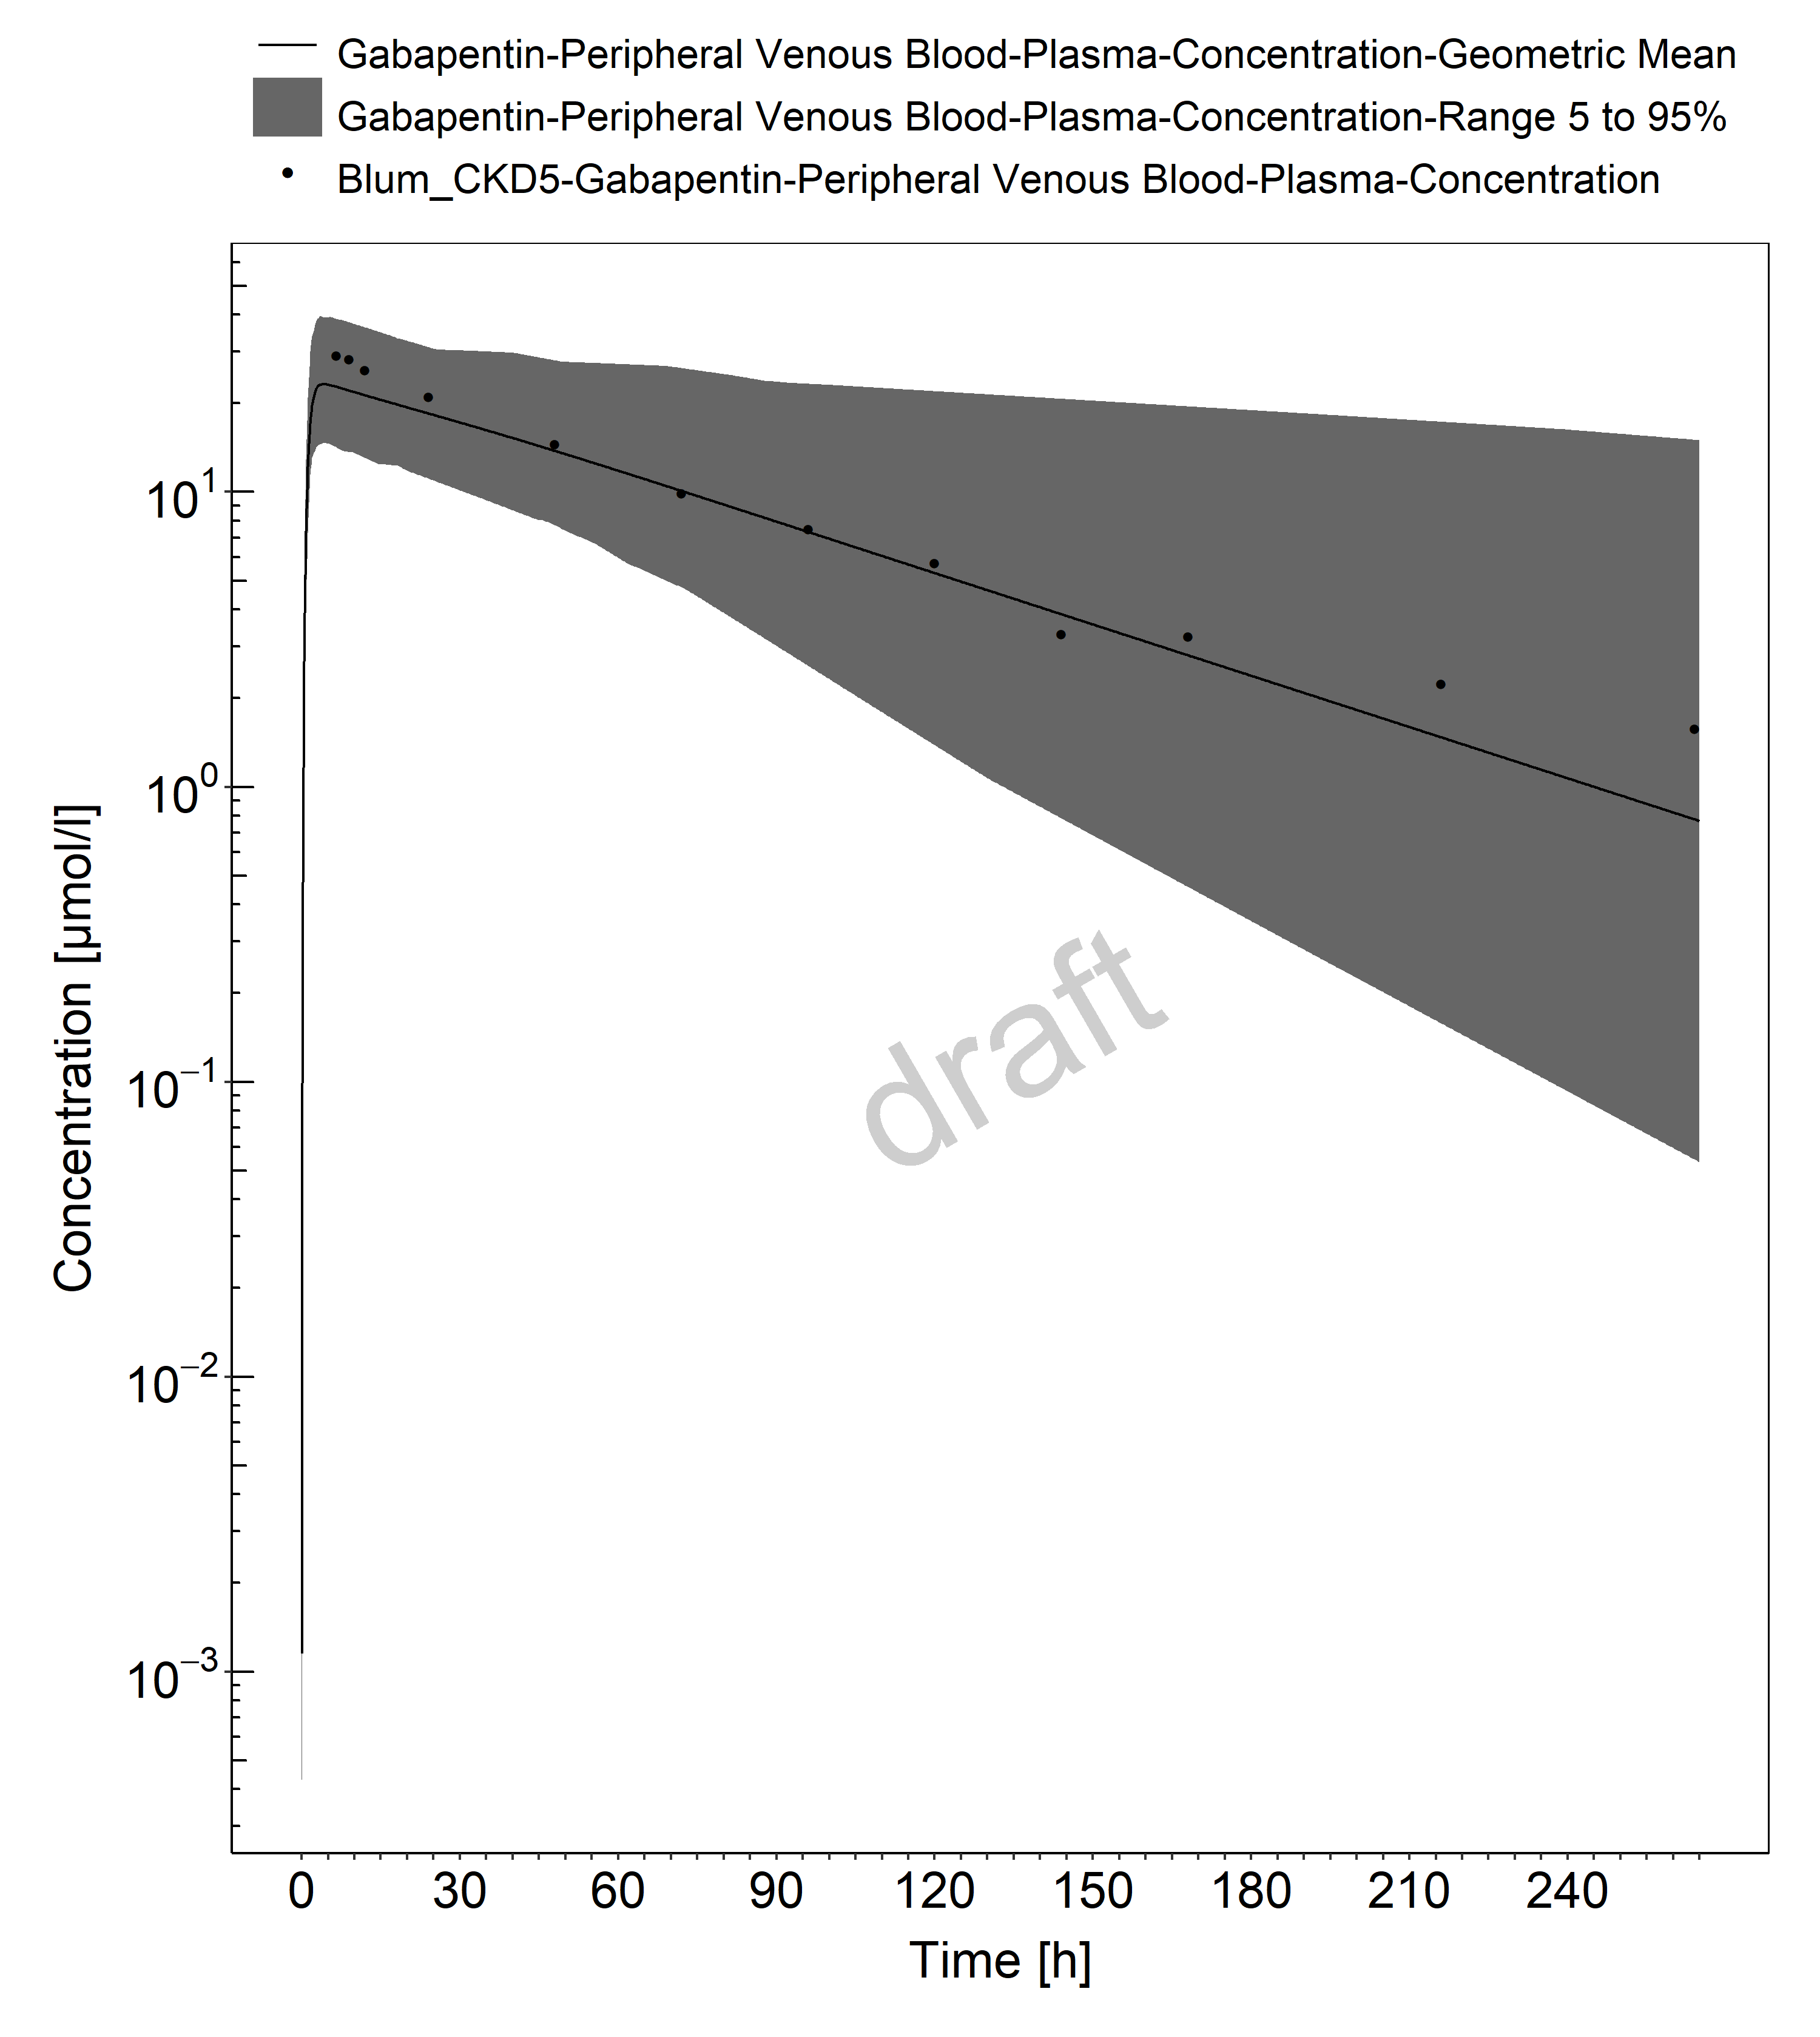 Gabapentin-Peripheral Venous Blood-Plasma-Concentration-Geometric Mean
Gabapentin-Peripheral Venous Blood-Plasma-Concentration-Range 5 to 95%
Blum_CKD5-Gabapentin-Peripheral Venous Blood-Plasma-Concentration
10¹
10⁰
10⁻¹
10⁻²
10⁻³
Concentration [µmol/l]
draft
0 30 60 90 120 150 180 210 240
Time [h]